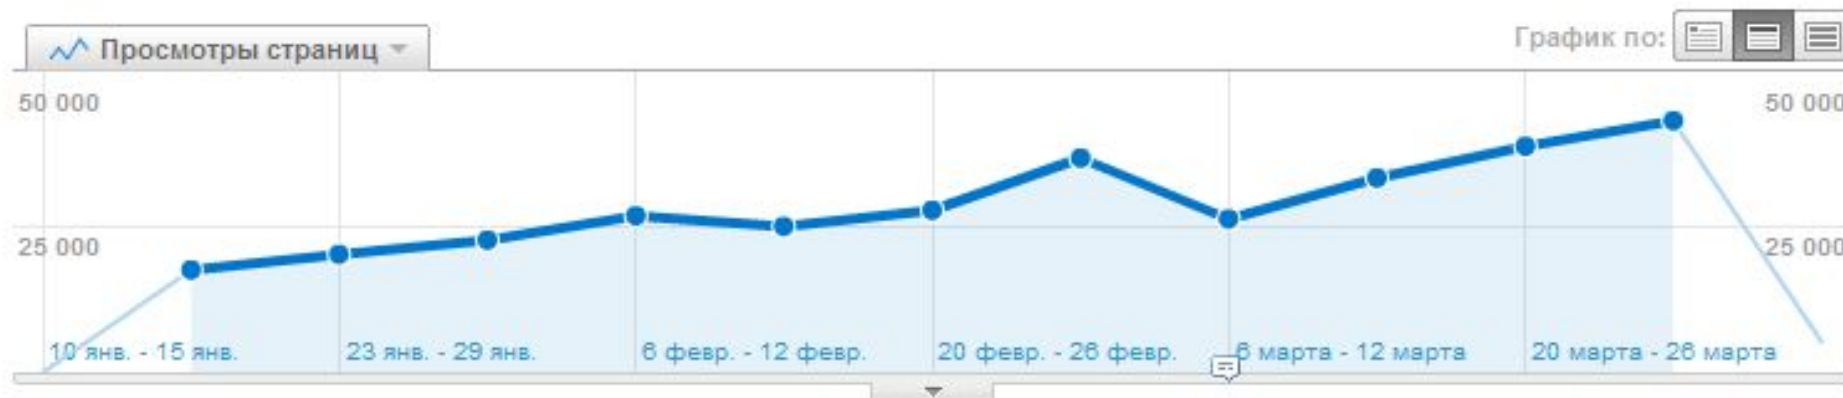 Просмотры страниц
График по:
50 000
50 000
25 000
25 000
10 янв. - 15 янв.
23 янв. - 29 янв.
6 февр. - 12 февр.
20 февр. - 26 февр.
6 марта - 12 марта
20 марта - 26 марта